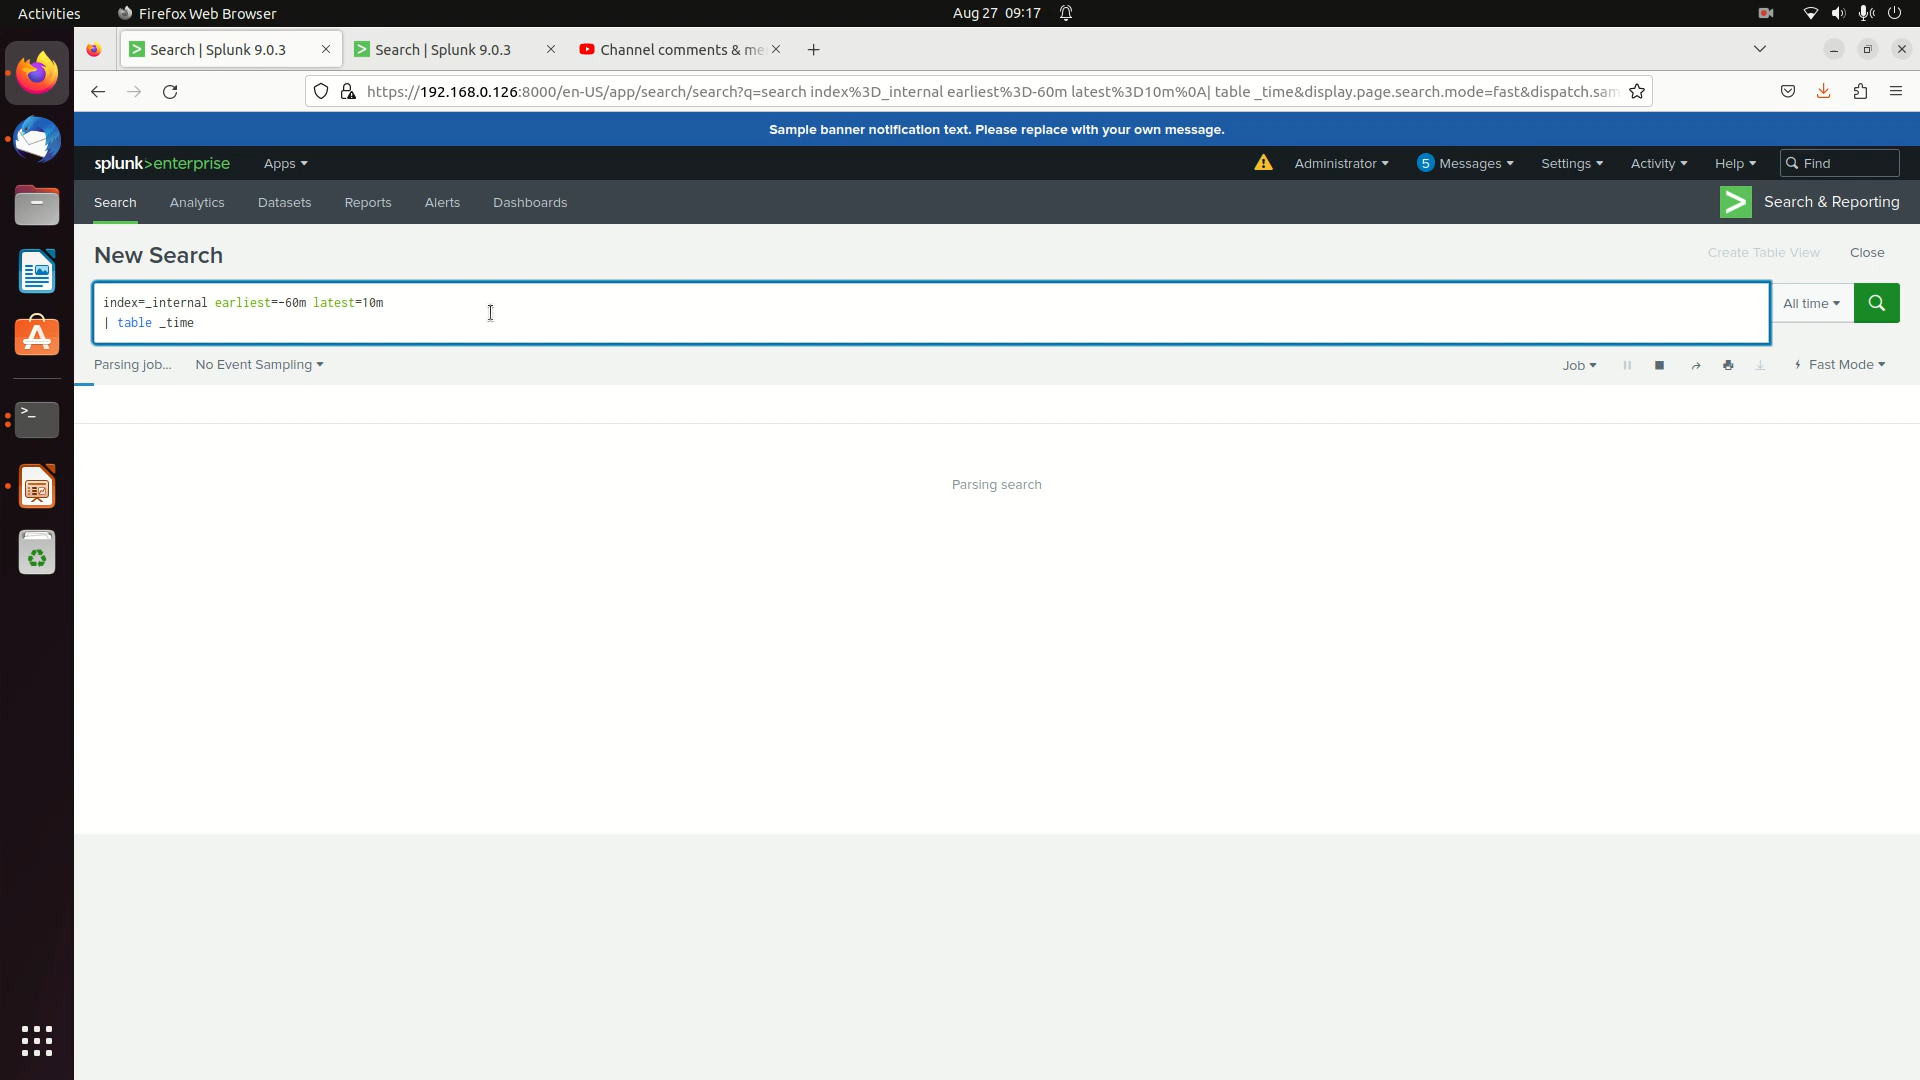 Activities Firefox Web Browser Aug 27 09:17
Search | Splunk 9.0.3 Search | Splunk 9.0.3 Channel comments & me
https://192.168.0.126:8000/en-US/app/search/search?q=search index%3D_internal earliest%3D-60m latest%3D10m%0A| table _time&display.page.search.mode=fast&dispatch.sam
Sample banner notification text. Please replace with your own message.
splunk>enterprise Apps Administrator 5 Messages Settings Activity Help Find
Search Analytics Datasets Reports Alerts Dashboards > Search & Reporting
New Search Create Table View Close
index=_internal earliest=-60m latest=10m All time
| table _time
Parsing job... No Event Sampling Job Fast Mode
Parsing search